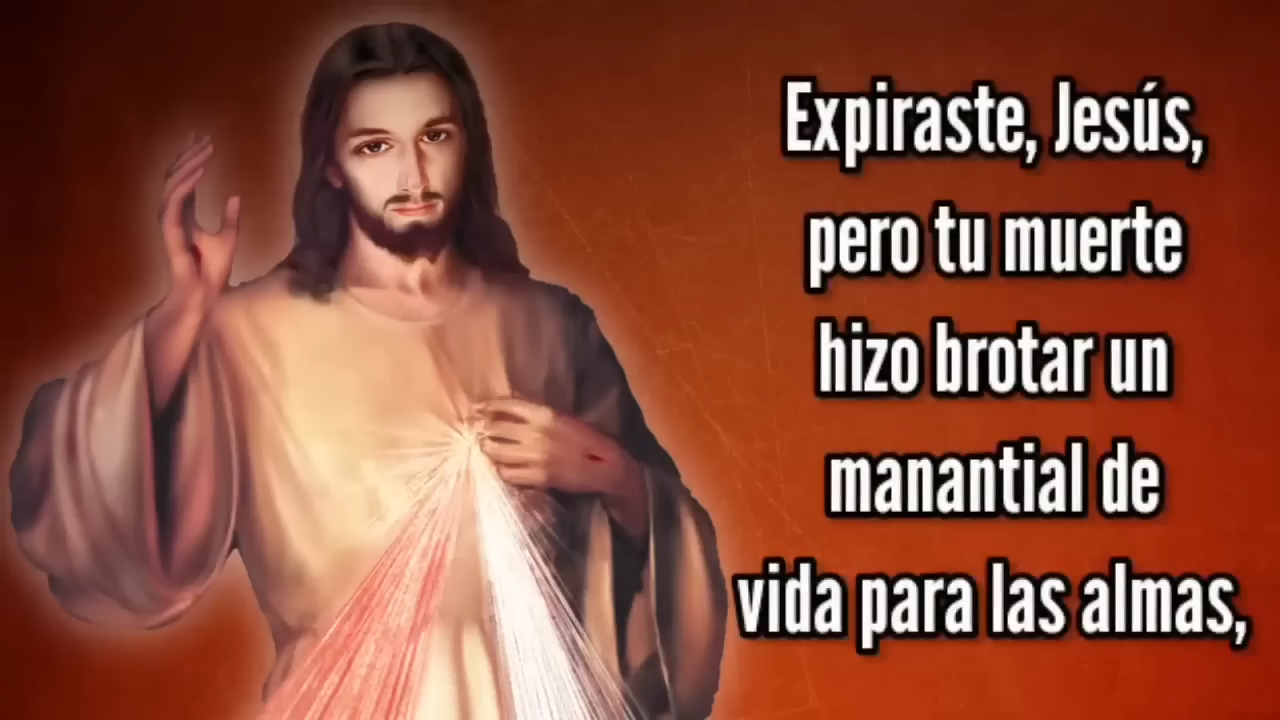 Expiraste, Jesús,
pero tu muerte
hizo brotar un
manantial de
vida para las almas,